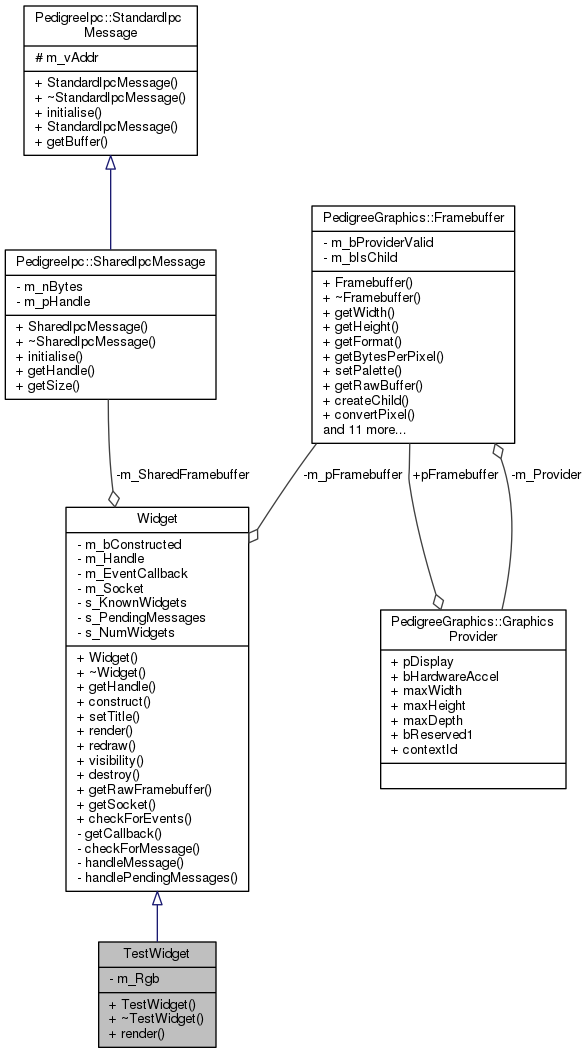 PedigreeIpc::StandardIpc
Message
# m_vAddr
+ StandardIpcMessage()
+ ~StandardIpcMessage()
+ initialise()
+ StandardIpcMessage()
+ getBuffer()
PedigreeIpc::SharedIpcMessage
- m_nBytes
- m_pHandle
+ SharedIpcMessage()
+ ~SharedIpcMessage()
+ initialise()
+ getHandle()
+ getSize()
PedigreeGraphics::Framebuffer
- m_bProviderValid
- m_bIsChild
+ Framebuffer()
+ ~Framebuffer()
+ getWidth()
+ getHeight()
+ getFormat()
+ getBytesPerPixel()
+ setPalette()
+ getRawBuffer()
+ createChild()
+ convertPixel()
and 11 more...
-m_SharedFramebuffer
-m_pFramebuffer
+pFramebuffer
-m_Provider
Widget
- m_bConstructed
- m_Handle
- m_EventCallback
- m_Socket
- s_KnownWidgets
- s_PendingMessages
- s_NumWidgets
+ Widget()
+ ~Widget()
+ getHandle()
+ construct()
+ setTitle()
+ render()
+ redraw()
+ visibility()
+ destroy()
+ getRawFramebuffer()
+ getSocket()
+ checkForEvents()
- getCallback()
- checkForMessage()
- handleMessage()
- handlePendingMessages()
PedigreeGraphics::Graphics
Provider
+ pDisplay
+ bHardwareAccel
+ maxWidth
+ maxHeight
+ maxDepth
+ bReserved1
+ contextId
TestWidget
- m_Rgb
+ TestWidget()
+ ~TestWidget()
+ render()